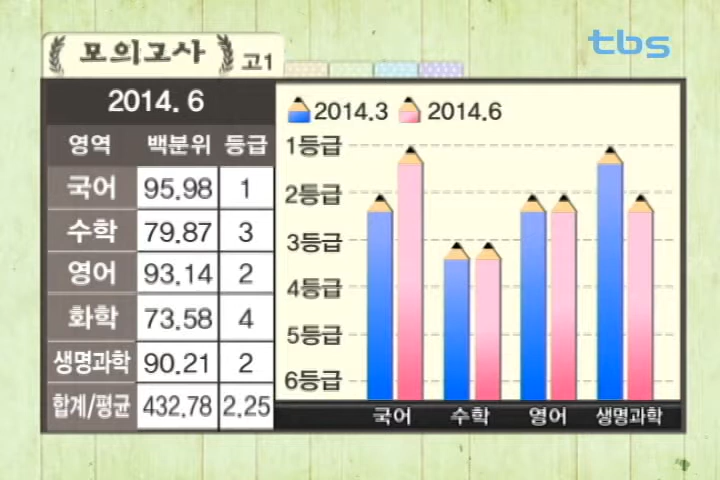 tbs
모의고사 고1
2014. 6
영역 백분위 등급
국어 95.98 1
수학 79.87 3
영어 93.14 2
화학 73.58 4
생명과학 90.21 2
합계/평균 432.78 2.25
2014.3 2014.6
1등급
2등급
3등급
4등급
5등급
6등급
국어 수학 영어 생명과학